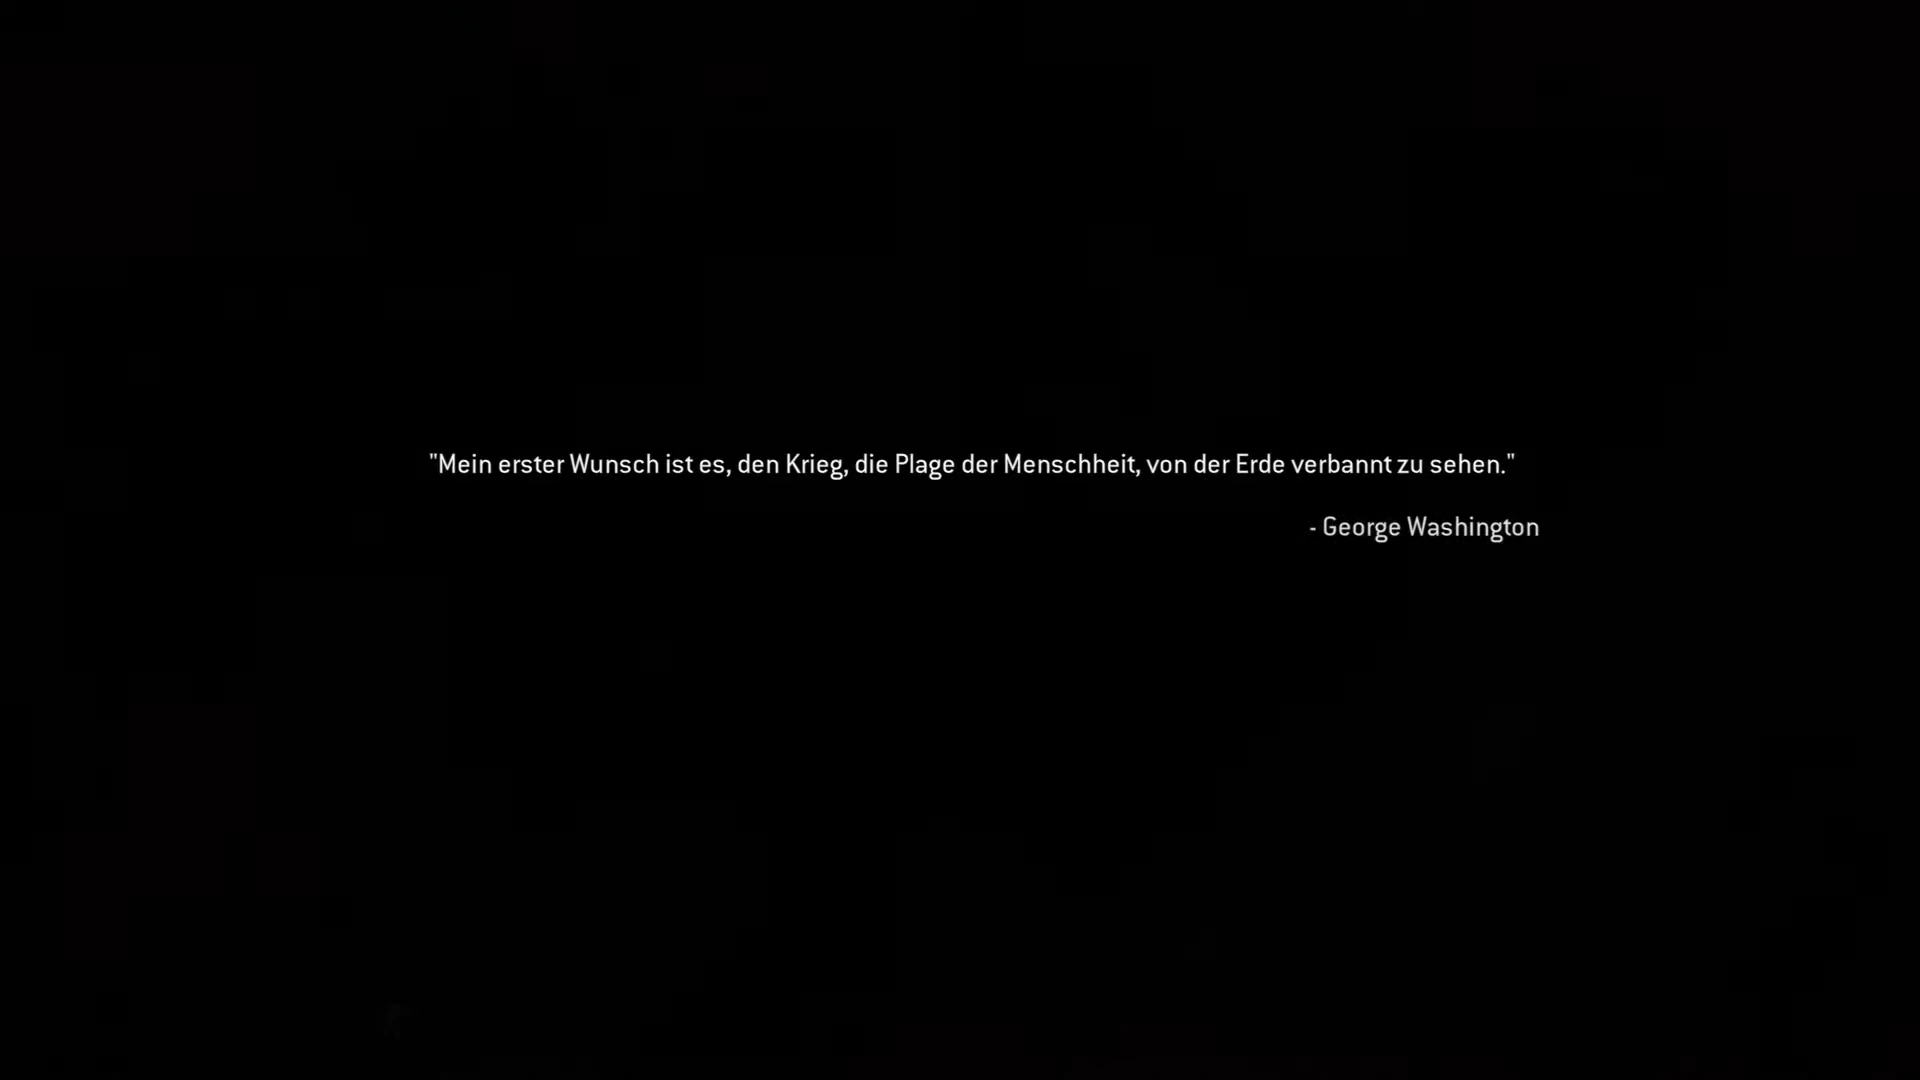 "Mein erster Wunsch ist es, den Krieg, die Plage der Menschheit, von der Erde verbannt zu sehen."
- George Washington